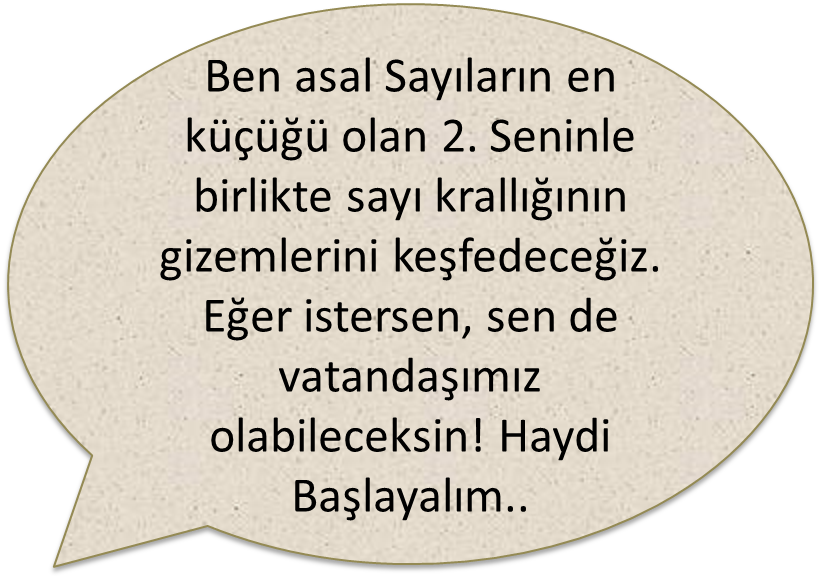 Ben asal Sayıların en
küçüğü olan 2. Seninle
birlikte sayı krallığının
gizemlerini keşfedeceğiz.
Eğer istersen, sen de
vatandaşımız
olabileceksin! Haydi
Başlayalım..